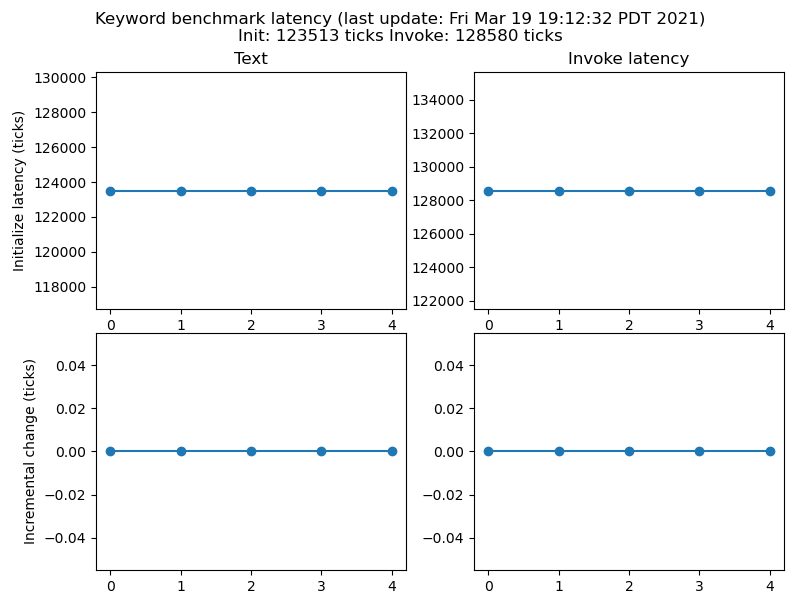 Keyword benchmark latency (last update: Fri Mar 19 19:12:32 PDT 2021)
Init: 123513 ticks Invoke: 128580 ticks
Text
Initialize latency (ticks)
130000
128000
126000
124000
122000
120000
118000
0 1 2 3 4
Invoke latency
134000
132000
130000
128000
126000
124000
122000
0 1 2 3 4
Incremental change (ticks)
0.04
0.02
0.00
−0.02
−0.04
0 1 2 3 4
0.04
0.02
0.00
−0.02
−0.04
0 1 2 3 4